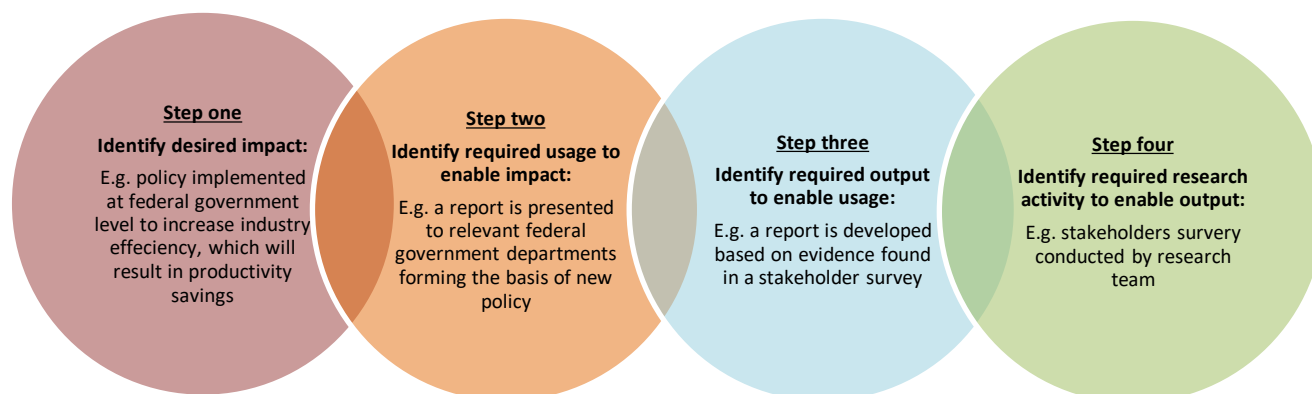 Step one
Identify desired impact:
E.g. policy implemented
at federal government
level to increase industry
effeciency, which will
result in productivity
savings
Step two
Identify required usage to
enable impact:
E.g. a report is presented
to relevant federal
government departments
forming the basis of new
policy
Step three
Identify required output
to enable usage:
E.g. a report is developed
based on evidence found
in a stakeholder survey
Step four
Identify required research
activity to enable output:
E.g. stakeholders survery
conducted by research
team